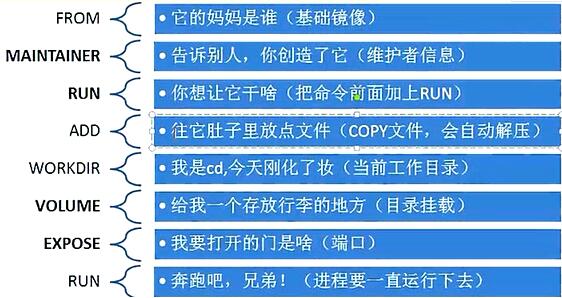 FROM • 它的妈妈是谁（基础镜像）
MAINTAINER • 告诉别人，你创造了它（维护者信息）
RUN • 你想让它干啥（把命令前面加上RUN）
ADD • 往它肚子里放点文件（COPY文件，会自动解压）
WORKDIR • 我是cd,今天刚化了妆（当前工作目录）
VOLUME • 给我一个存放行李的地方（目录挂载）
EXPOSE • 我要打开的门是啥（端口）
RUN • 奔跑吧，兄弟！（进程要一直运行下去）